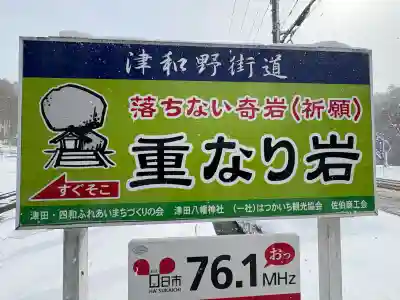 津和野街道
落ちない奇岩〈祈願〉
重なり岩
すぐそこ
津田・四和ふれあいまちづくりの会 津田八幡神社 (一社)はつかいち観光協会 佐伯商工会
廿日市
HATSUKAICHI
76.1MHz
おっ